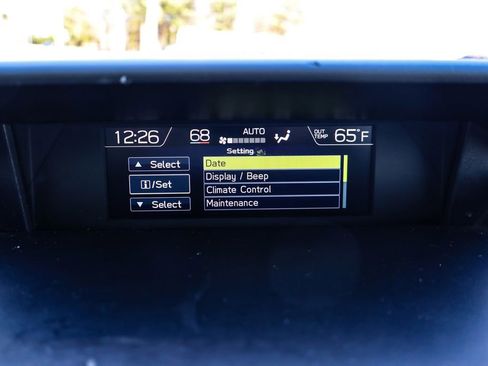 12:26 68 AUTO OUT TEMP 65°F
Setting
▲ Select
i/Set
▼ Select
Date
Display / Beep
Climate Control
Maintenance